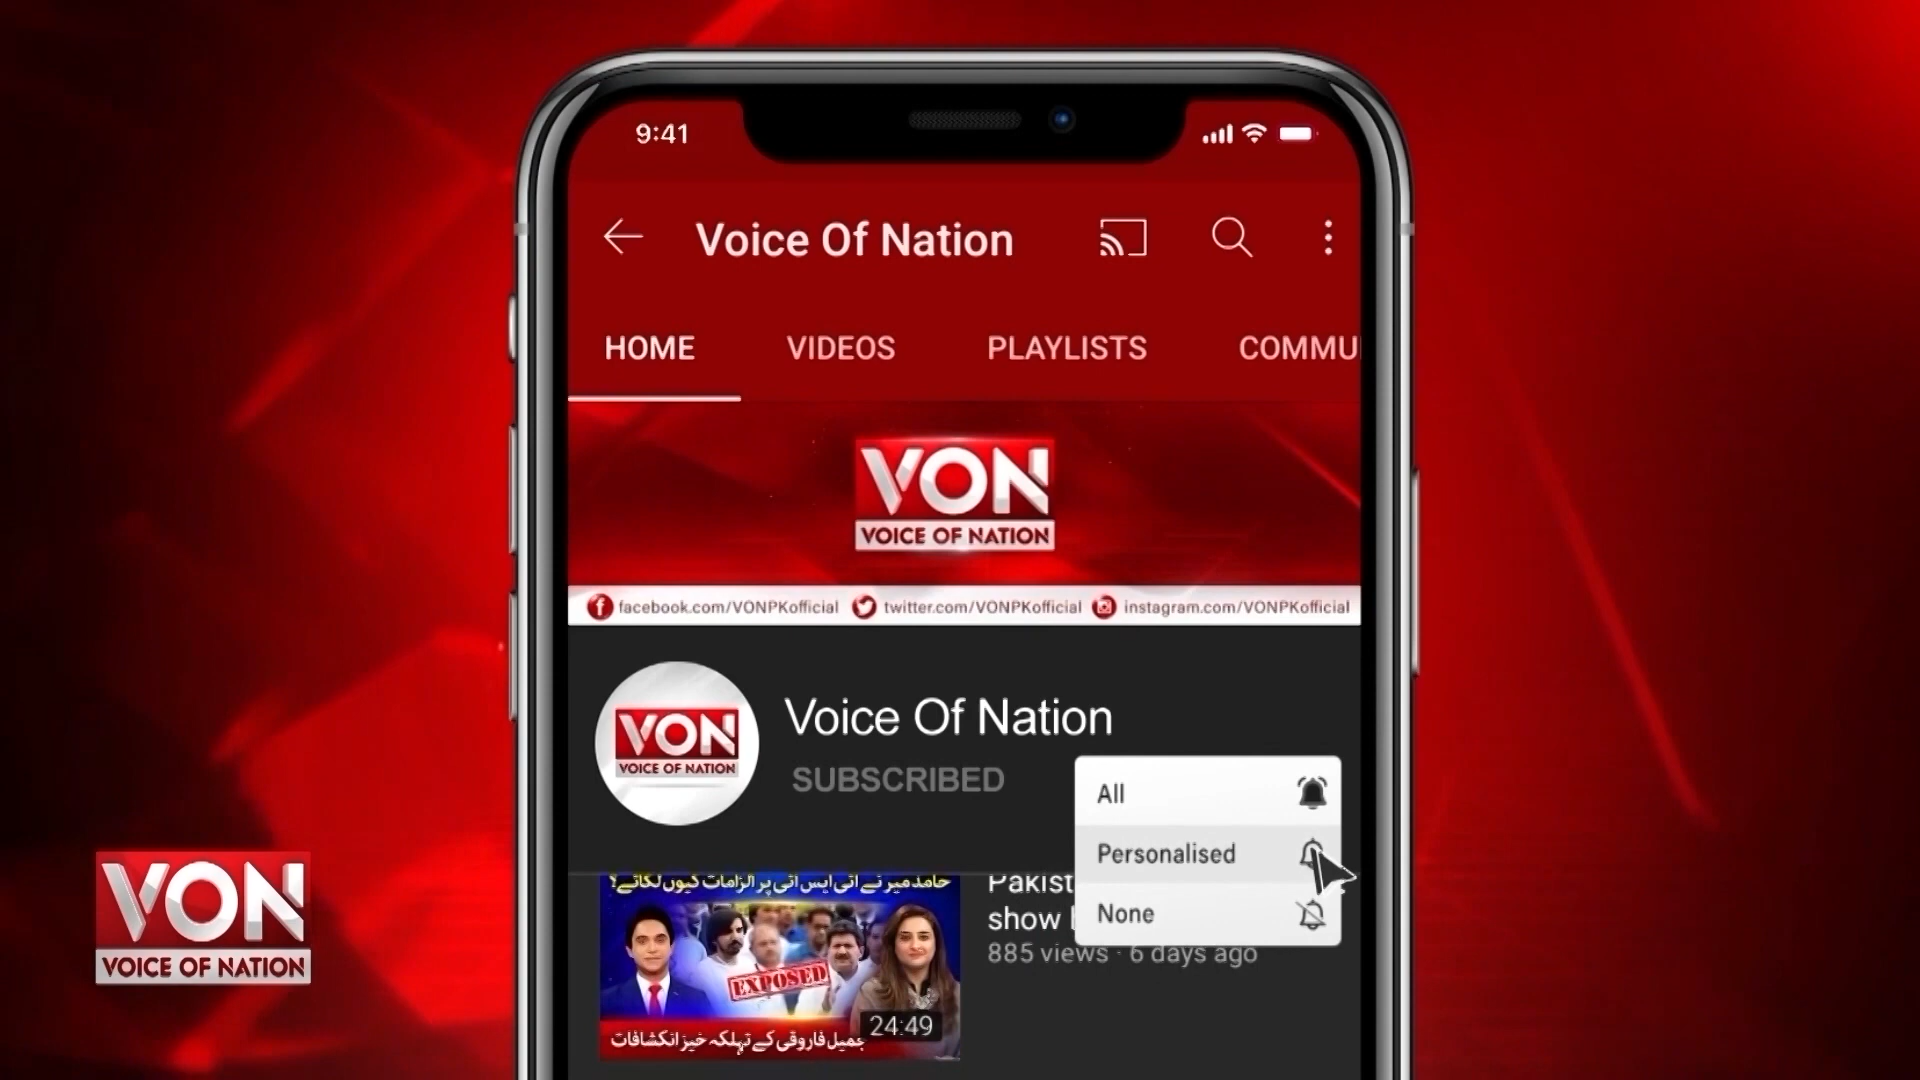 9:41
Voice Of Nation
HOME VIDEOS PLAYLISTS COMMU
VON
VOICE OF NATION
facebook.com/VONPKofficial twitter.com/VONPKofficial instagram.com/VONPKofficial
VON
VOICE OF NATION
Voice Of Nation
SUBSCRIBED
All
Personalised
None
حامد میر نے آئی ایس آئی پر الزامات کیوں لگائے؟
EXPOSED
24:49
جمیل فاروقی کے تہلکہ خیز انکشافات
Pakist
show
885 views · 6 days ago
VON
VOICE OF NATION